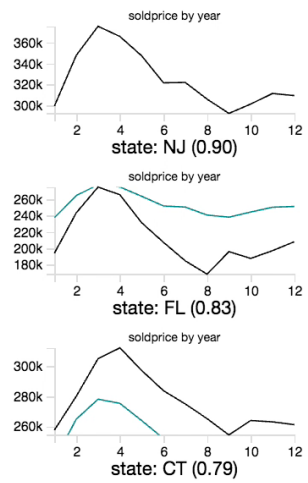 soldprice by year
360k
340k
320k
300k
2 4 6 8 10 12
state: NJ (0.90)
soldprice by year
260k
240k
220k
200k
180k
2 4 6 8 10 12
state: FL (0.83)
soldprice by year
300k
280k
260k
2 4 6 8 10 12
state: CT (0.79)